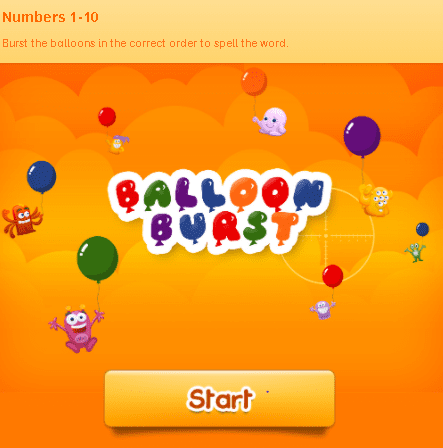 Numbers 1-10
Burst the balloons in the correct order to spell the word.
BALLOON
BURST
Start